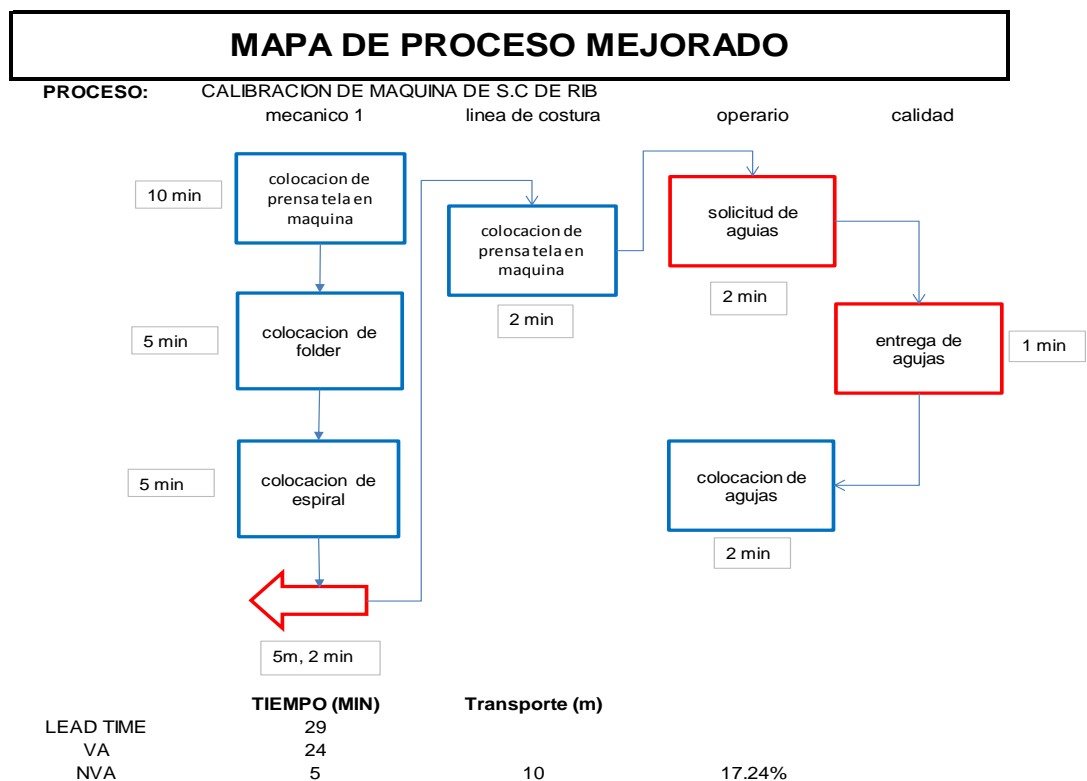 MAPA DE PROCESO MEJORADO
PROCESO: CALIBRACION DE MAQUINA DE S.C DE RIB
mecanico 1 linea de costura operario calidad
10 min
colocacion de
prensa tela en
maquina
colocacion de
prensa tela en
maquina
2 min
solicitud de
agujas
2 min
5 min
colocacion de
folder
entrega de
agujas
1 min
5 min
colocacion de
espiral
colocacion de
agujas
2 min
5m, 2 min
TIEMPO (MIN) Transporte (m)
LEAD TIME 29
VA 24
NVA 5 10 17.24%